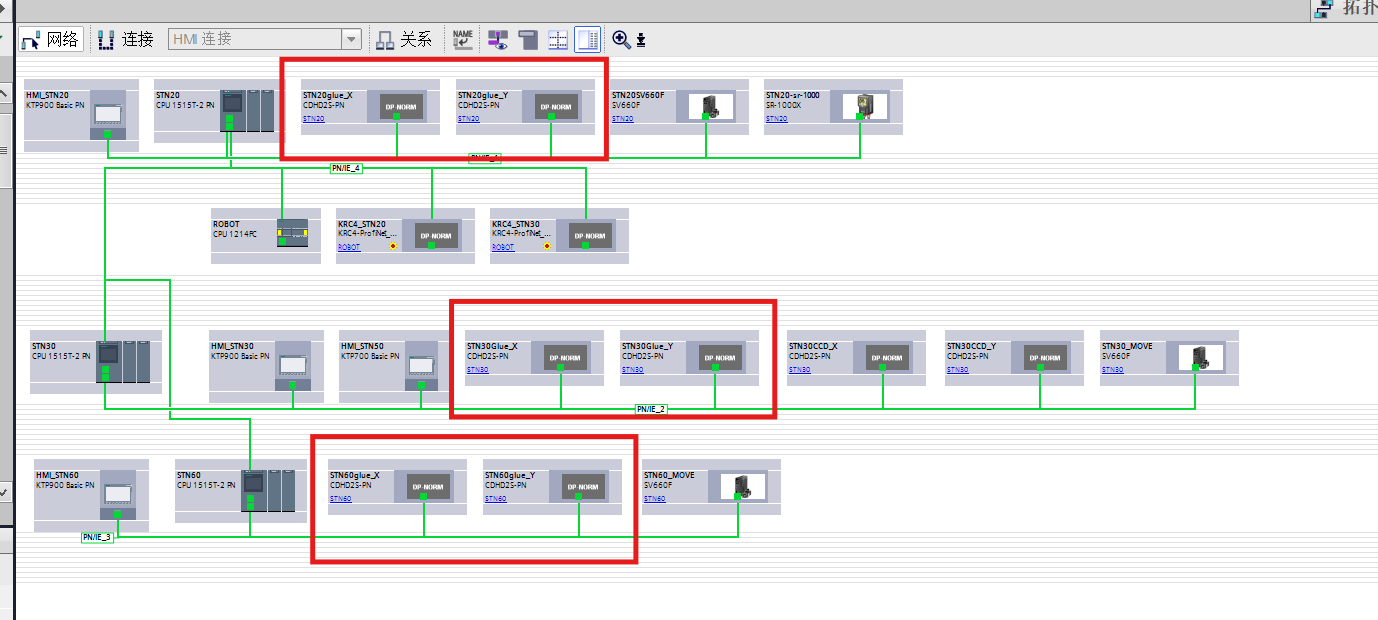 拓扑
网络
连接
HMI 连接
关系
NAME
HMI_STN20
KTP900 Basic PN
STN20
CPU 1515T-2 PN
STN20glue_X
CDHD2S-PN
DP-NORM
STN20
STN20glue_Y
CDHD2S-PN
DP-NORM
STN20
STN20SV660F
SV660F
STN20
STN20-sr-1000
SR-1000X
STN20
PN/IE_1
PN/IE_4
ROBOT
CPU 1214FC
KRC4_STN20
KRC4-ProfiNet_...
DP-NORM
ROBOT
KRC4_STN30
KRC4-ProfiNet_...
DP-NORM
ROBOT
STN30
CPU 1515T-2 PN
HMI_STN30
KTP900 Basic PN
HMI_STN50
KTP700 Basic PN
STN30Glue_X
CDHD2S-PN
DP-NORM
STN30
STN30Glue_Y
CDHD2S-PN
DP-NORM
STN30
STN30CCD_X
CDHD2S-PN
DP-NORM
STN30
STN30CCD_Y
CDHD2S-PN
DP-NORM
STN30
STN30_MOVE
SV660F
STN30
PN/IE_2
HMI_STN60
KTP900 Basic PN
STN60
CPU 1515T-2 PN
STN60glue_X
CDHD2S-PN
DP-NORM
STN60
STN60glue_Y
CDHD2S-PN
DP-NORM
STN60
STN60_MOVE
SV660F
STN60
PN/IE_3